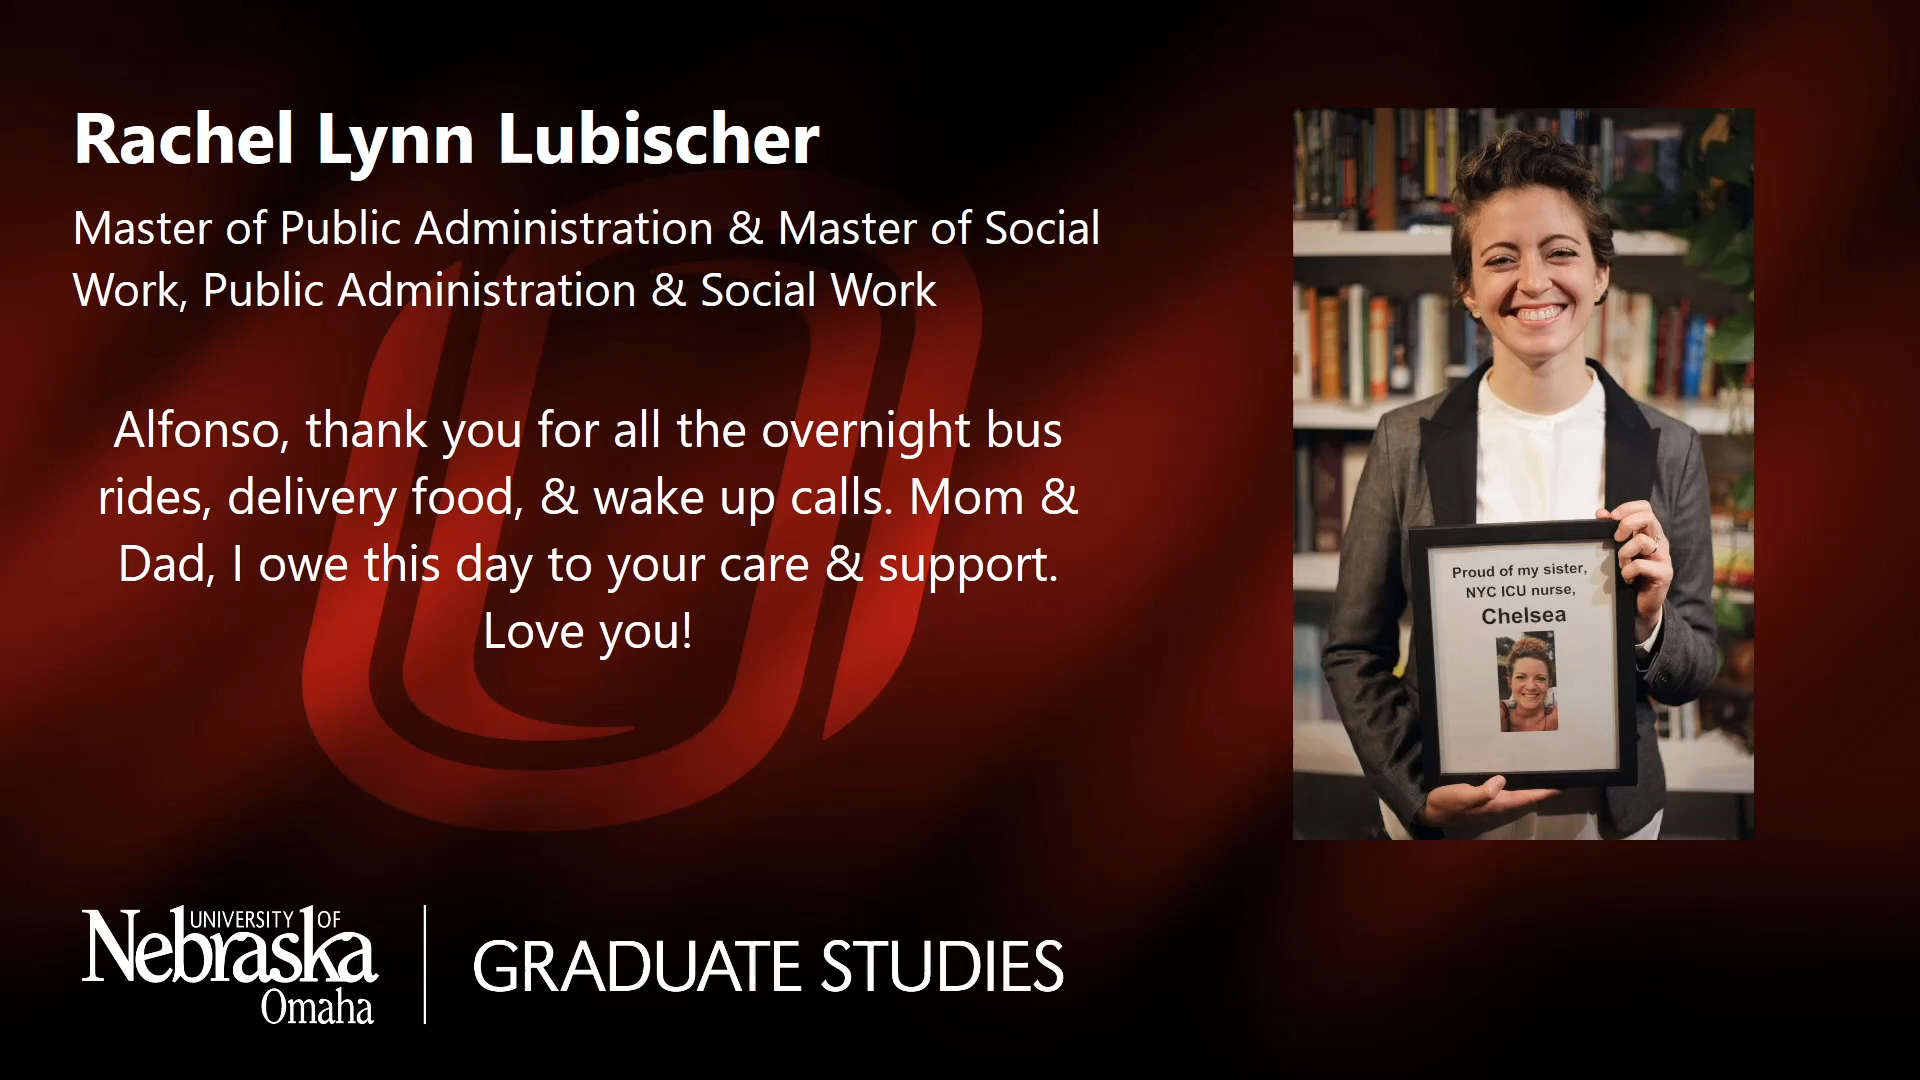 Rachel Lynn Lubischer
Master of Public Administration & Master of Social
Work, Public Administration & Social Work
Alfonso, thank you for all the overnight bus
rides, delivery food, & wake up calls. Mom &
Dad, I owe this day to your care & support.
Love you!
Proud of my sister,
NYC ICU nurse,
Chelsea
UNIVERSITY OF
Nebraska
Omaha
GRADUATE STUDIES